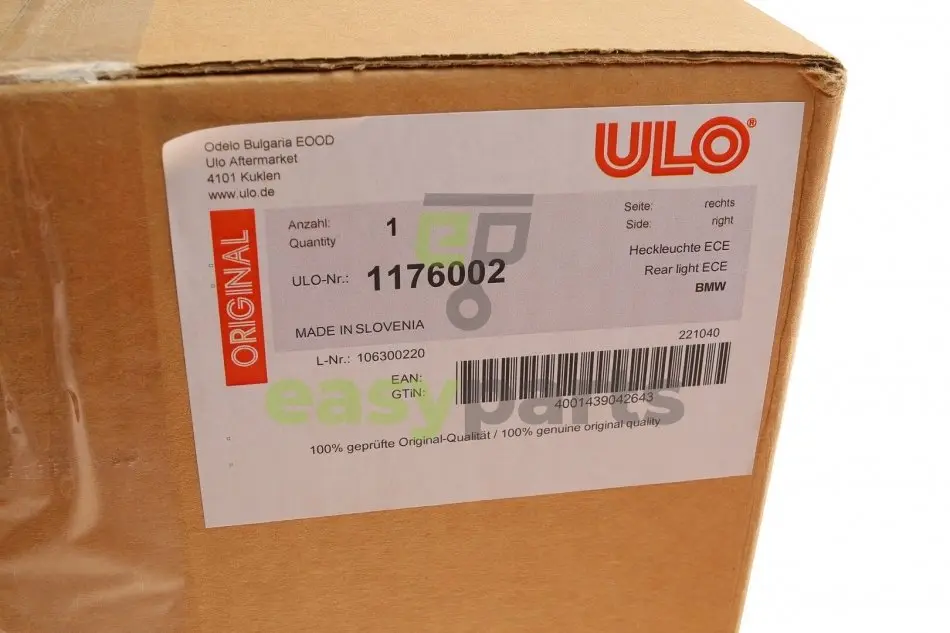 Odelo Bulgaria EOOD
Ulo Aftermarket
4101 Kuklen
www.ulo.de
ULO®
ORIGINAL
Anzahl: 1
Quantity
Seite: rechts
Side: right
ULO-Nr.: 1176002
Heckleuchte ECE
Rear light ECE
BMW
MADE IN SLOVENIA
221040
L-Nr.: 106300220
EAN:
GTiN:
4001439042643
easyparts
100% geprüfte Original-Qualität / 100% genuine original quality